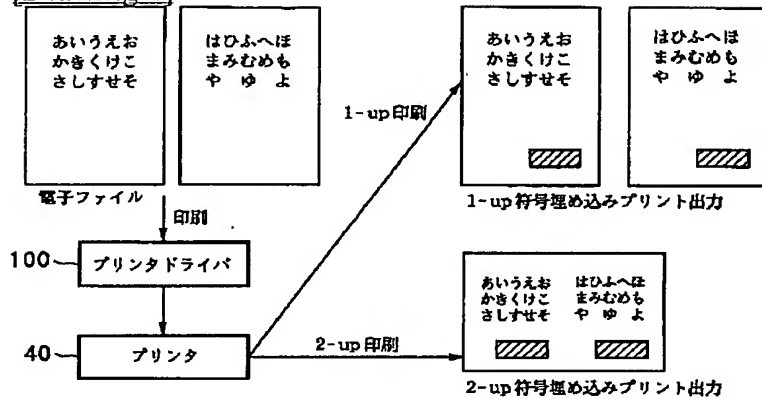 あいうえお
かきくけこ
さしすせそ
はひふへほ
まみむめも
や ゆ よ
電子ファイル
印刷
100
プリンタドライバ
40
プリンタ
1-up印刷
2-up印刷
あいうえお
かきくけこ
さしすせそ
はひふへほ
まみむめも
や ゆ よ
1-up符号埋め込みプリント出力
あいうえお
かきくけこ
さしすせそ
はひふへほ
まみむめも
や ゆ よ
2-up符号埋め込みプリント出力